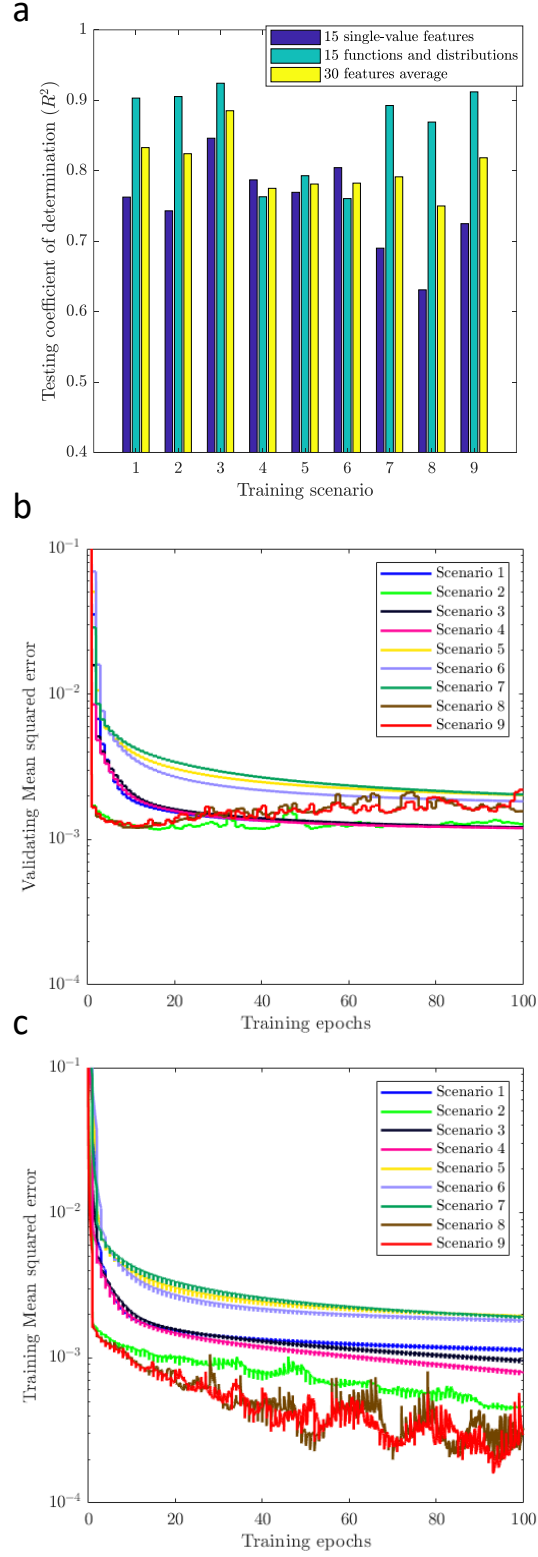 a
1
15 single-value features
15 functions and distributions
30 features average
0.9
0.8
0.7
0.6
0.5
0.4
Testing coefficient of determination (R²)
1 2 3 4 5 6 7 8 9
Training scenario
b
10⁻¹
10⁻²
10⁻³
10⁻⁴
Validating Mean squared error
Scenario 1
Scenario 2
Scenario 3
Scenario 4
Scenario 5
Scenario 6
Scenario 7
Scenario 8
Scenario 9
0 20 40 60 80 100
Training epochs
c
10⁻¹
10⁻²
10⁻³
10⁻⁴
Training Mean squared error
Scenario 1
Scenario 2
Scenario 3
Scenario 4
Scenario 5
Scenario 6
Scenario 7
Scenario 8
Scenario 9
0 20 40 60 80 100
Training epochs